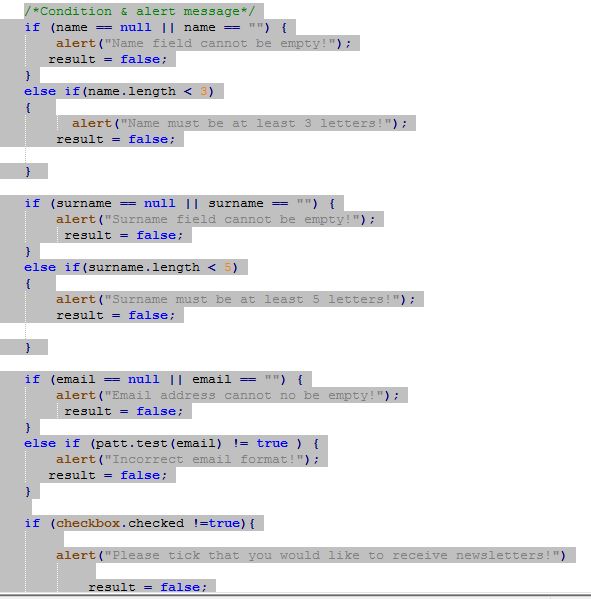 /*Condition & alert message*/
if (name == null || name == "") {
alert("Name field cannot be empty!");
result = false;
}
else if(name.length < 3)
{
alert("Name must be at least 3 letters!");
result = false;
}
if (surname == null || surname == "") {
alert("Surname field cannot be empty!");
result = false;
}
else if(surname.length < 5)
{
alert("Surname must be at least 5 letters!");
result = false;
}
if (email == null || email == "") {
alert("Email address cannot no be empty!");
result = false;
}
else if (patt.test(email) != true ) {
alert("Incorrect email format!");
result = false;
}
if (checkbox.checked !=true){
alert("Please tick that you would like to receive newsletters!")
result = false;